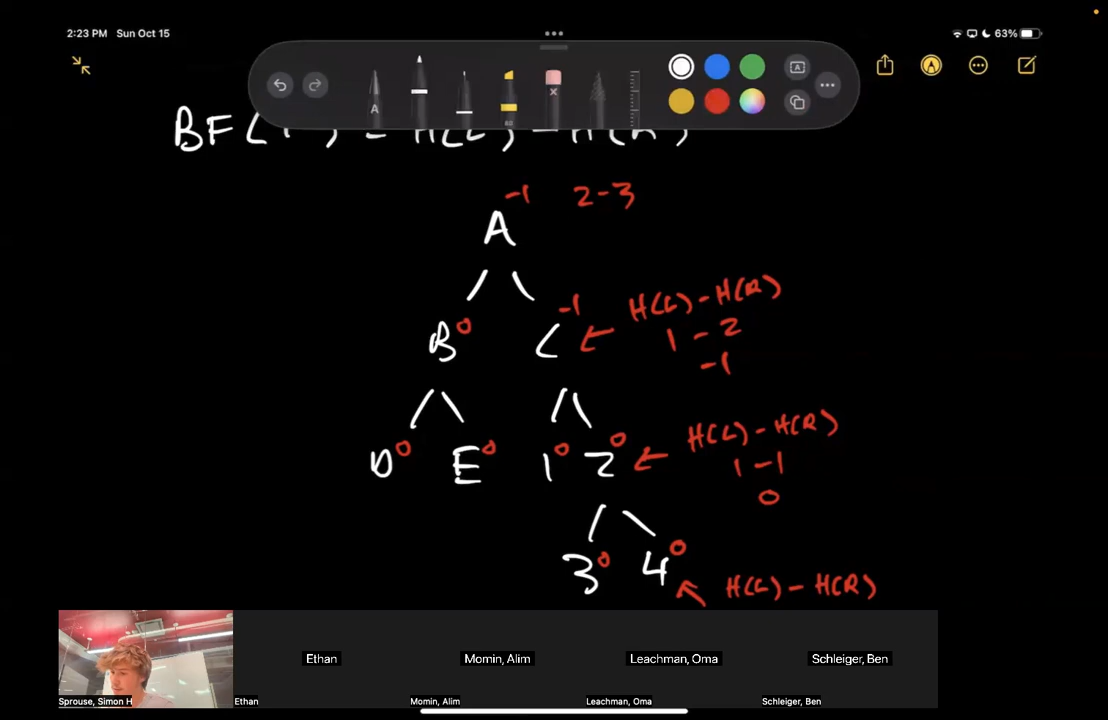 2:23 PM Sun Oct 15
63%
A
BF( ) = H(L) - H(R)
-1 2-3
A
-1 H(L) - H(R)
B 0 C 1 - 2
-1
H(L) - H(R)
D 0 E 0 1 0 2 0 1 - 1
0
3 0 4 0 H(L) - H(R)
Ethan Momin, Alim Leachman, Oma Schleiger, Ben
Sprouse, Simon H Ethan Momin, Alim Leachman, Oma Schleiger, Ben